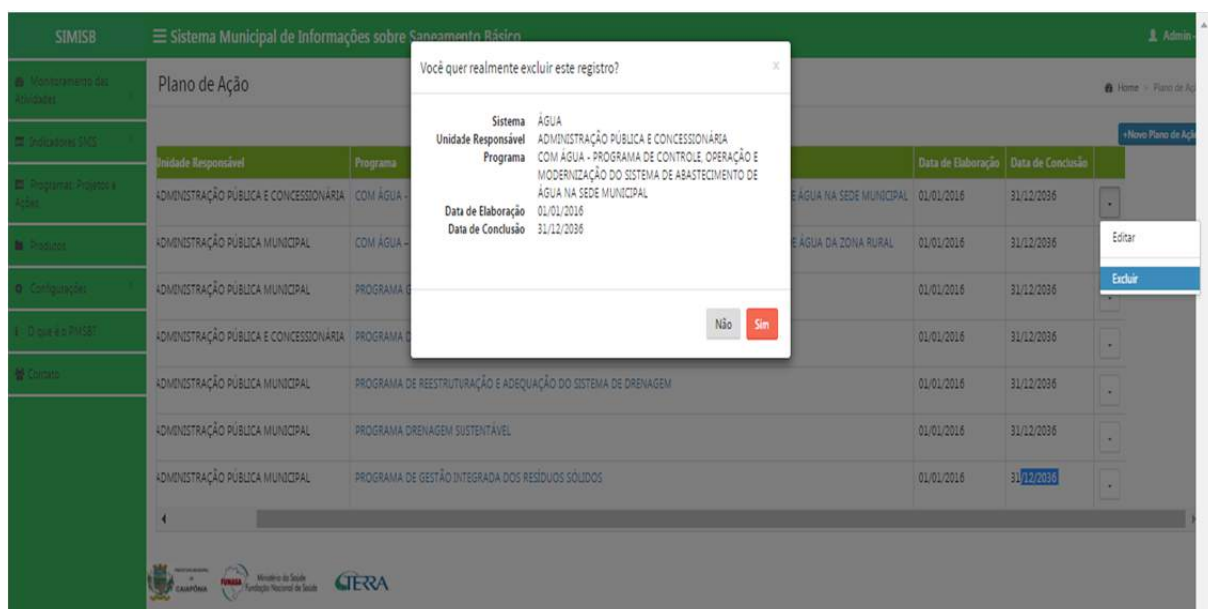 SIMISB
Sistema Municipal de Informações sobre Saneamento Básico
Admin
Monitoramento das
Atividades
Indicadores SNIS
Programas, Projetos e
Ações
Produtos
Configurações
O que é o PMSB?
Contato
Plano de Ação
Home > Plano de Açã
+Novo Plano de Açã
Você quer realmente excluir este registro?
x
Sistema ÁGUA
Unidade Responsável ADMINISTRAÇÃO PÚBLICA E CONCESSIONÁRIA
Programa COM ÁGUA - PROGRAMA DE CONTROLE, OPERAÇÃO E
MODERNIZAÇÃO DO SISTEMA DE ABASTECIMENTO DE
ÁGUA NA SEDE MUNICIPAL
Data de Elaboração 01/01/2016
Data de Conclusão 31/12/2036
Não Sim
Unidade Responsável Programa Data de Elaboração Data de Conclusão
ADMINISTRAÇÃO PÚBLICA E CONCESSIONÁRIA COM ÁGUA - E ÁGUA NA SEDE MUNICIPAL 01/01/2016 31/12/2036
Editar
Excluir
ADMINISTRAÇÃO PÚBLICA MUNICIPAL COM ÁGUA - E ÁGUA DA ZONA RURAL 01/01/2016 31/12/2036
ADMINISTRAÇÃO PÚBLICA MUNICIPAL PROGRAMA G 01/01/2016 31/12/2036
ADMINISTRAÇÃO PÚBLICA E CONCESSIONÁRIA PROGRAMA D 01/01/2016 31/12/2036
ADMINISTRAÇÃO PÚBLICA MUNICIPAL PROGRAMA DE REESTRUTURAÇÃO E ADEQUAÇÃO DO SISTEMA DE DRENAGEM 01/01/2016 31/12/2036
ADMINISTRAÇÃO PÚBLICA MUNICIPAL PROGRAMA DRENAGEM SUSTENTÁVEL 01/01/2016 31/12/2036
ADMINISTRAÇÃO PÚBLICA MUNICIPAL PROGRAMA DE GESTÃO INTEGRADA DOS RESÍDUOS SÓLIDOS 01/01/2016 31/12/2036
CAIAPÔNIA
FUNASA
Ministério da Saúde
Fundação Nacional de Saúde
TERRA